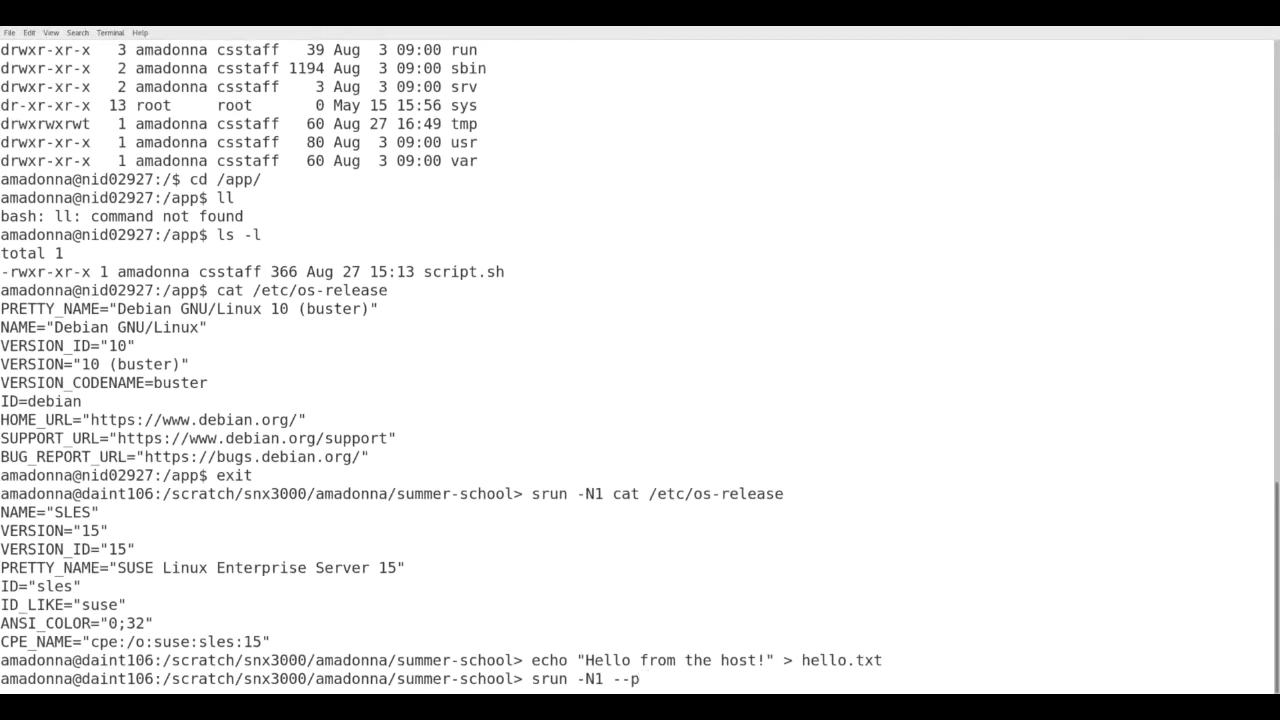 File Edit View Search Terminal Help
drwxr-xr-x   3 amadonna csstaff   39 Aug  3 09:00 run
drwxr-xr-x   2 amadonna csstaff 1194 Aug  3 09:00 sbin
drwxr-xr-x   2 amadonna csstaff    3 Aug  3 09:00 srv
dr-xr-xr-x  13 root     root       0 May 15 15:56 sys
drwxrwxrwt   1 amadonna csstaff   60 Aug 27 16:49 tmp
drwxr-xr-x   1 amadonna csstaff   80 Aug  3 09:00 usr
drwxr-xr-x   1 amadonna csstaff   60 Aug  3 09:00 var
amadonna@nid02927:/$ cd /app/
amadonna@nid02927:/app$ ll
bash: ll: command not found
amadonna@nid02927:/app$ ls -l
total 1
-rwxr-xr-x 1 amadonna csstaff 366 Aug 27 15:13 script.sh
amadonna@nid02927:/app$ cat /etc/os-release
PRETTY_NAME="Debian GNU/Linux 10 (buster)"
NAME="Debian GNU/Linux"
VERSION_ID="10"
VERSION="10 (buster)"
VERSION_CODENAME=buster
ID=debian
HOME_URL="https://www.debian.org/"
SUPPORT_URL="https://www.debian.org/support"
BUG_REPORT_URL="https://bugs.debian.org/"
amadonna@nid02927:/app$ exit
amadonna@daint106:/scratch/snx3000/amadonna/summer-school> srun -N1 cat /etc/os-release
NAME="SLES"
VERSION="15"
VERSION_ID="15"
PRETTY_NAME="SUSE Linux Enterprise Server 15"
ID="sles"
ID_LIKE="suse"
ANSI_COLOR="0;32"
CPE_NAME="cpe:/o:suse:sles:15"
amadonna@daint106:/scratch/snx3000/amadonna/summer-school> echo "Hello from the host!" > hello.txt
amadonna@daint106:/scratch/snx3000/amadonna/summer-school> srun -N1 --p